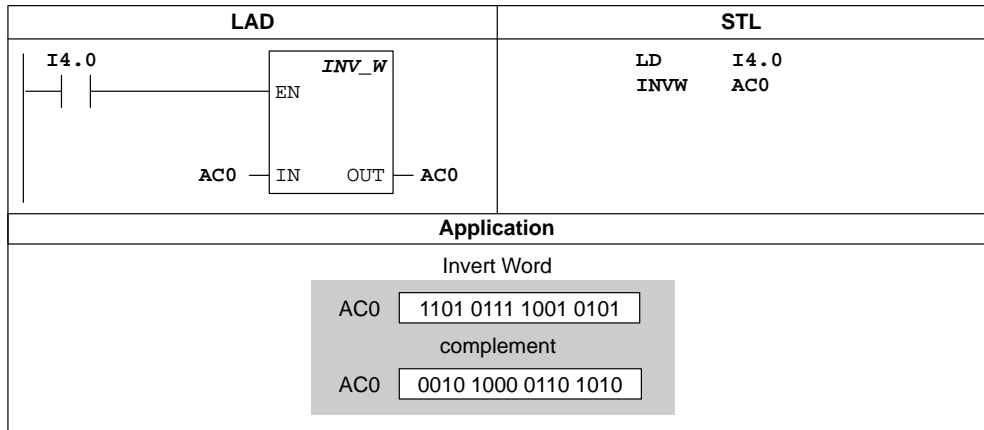 LAD STL
I4.0 INV_W LD I4.0
EN INVW AC0
AC0 IN OUT AC0
Application
Invert Word
AC0 1101 0111 1001 0101
complement
AC0 0010 1000 0110 1010